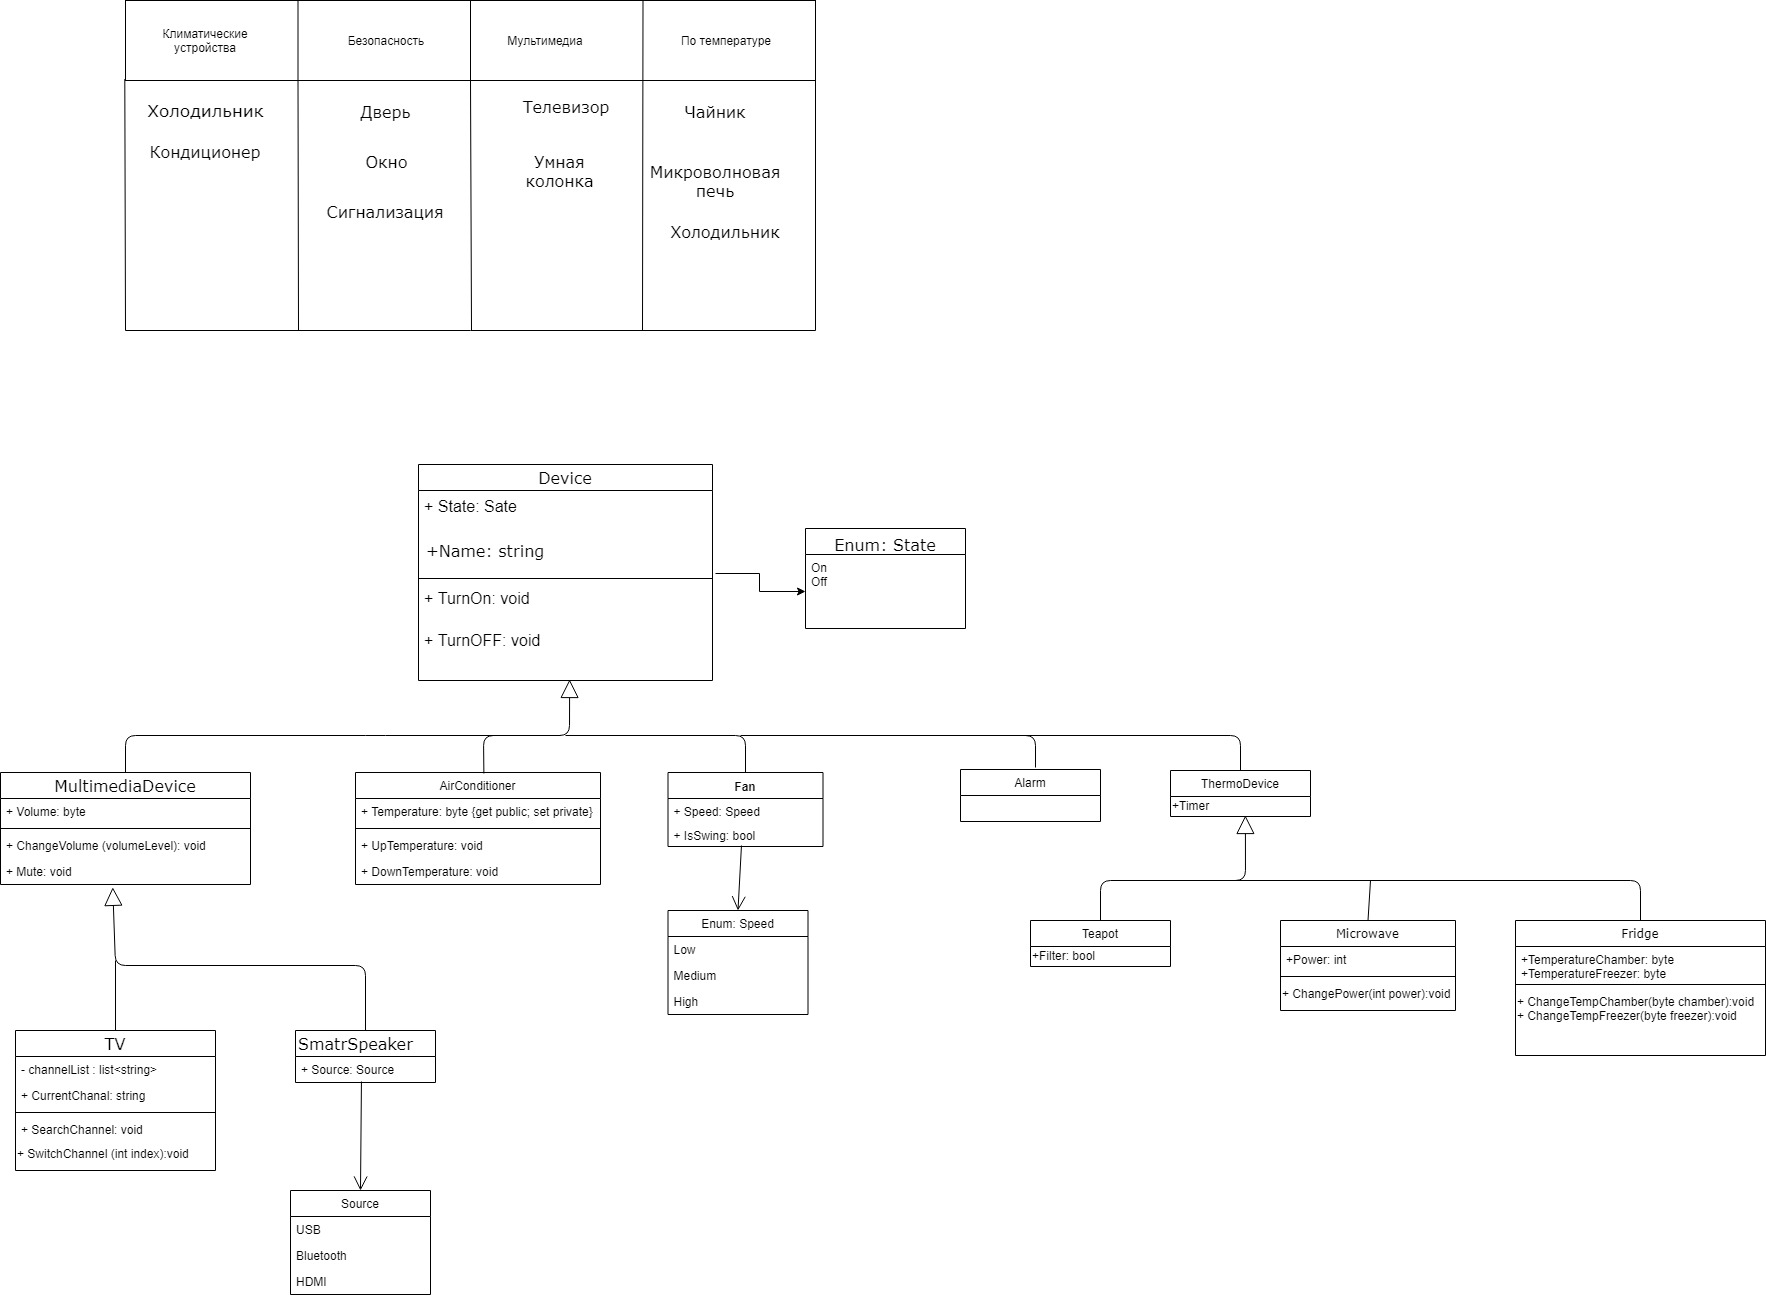 Климатические
устройства
Безопасность
Мультимедиа
По температуре
Холодильник
Кондиционер
Дверь
Окно
Сигнализация
Телевизор
Умная
колонка
Чайник
Микроволновая
печь
Холодильник
Device
+ State: Sate
+Name: string
+ TurnOn: void
+ TurnOFF: void
Enum: State
On
Off
MultimediaDevice
+ Volume: byte
+ ChangeVolume (volumeLevel): void
+ Mute: void
AirConditioner
+ Temperature: byte {get public; set private}
+ UpTemperature: void
+ DownTemperature: void
Fan
+ Speed: Speed
+ IsSwing: bool
Alarm
ThermoDevice
+Timer
Enum: Speed
Low
Medium
High
Teapot
+Filter: bool
Microwave
+Power: int
+ ChangePower(int power):void
Fridge
+TemperatureChamber: byte
+TemperatureFreezer: byte
+ ChangeTempChamber(byte chamber):void
+ ChangeTempFreezer(byte freezer):void
TV
- channelList : list<string>
+ CurrentChanal: string
+ SearchChannel: void
+ SwitchChannel (int index):void
SmatrSpeaker
+ Source: Source
Source
USB
Bluetooth
HDMI